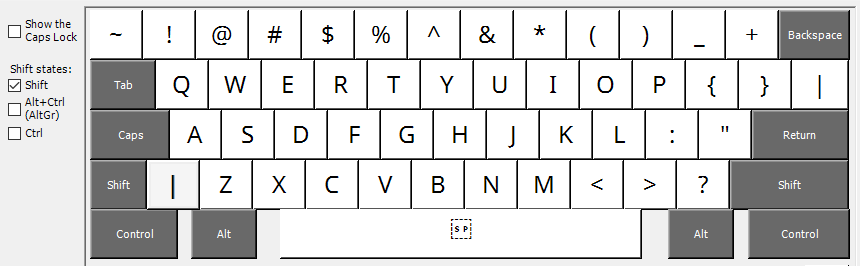 Show the
Caps Lock
Shift states:
Shift
Alt+Ctrl
(AltGr)
Ctrl
~ ! @ # $ % ^ & * ( ) _ + Backspace
Tab Q W E R T Y U I O P { } |
Caps A S D F G H J K L : " Return
Shift | Z X C V B N M < > ? Shift
Control Alt SP Alt Control